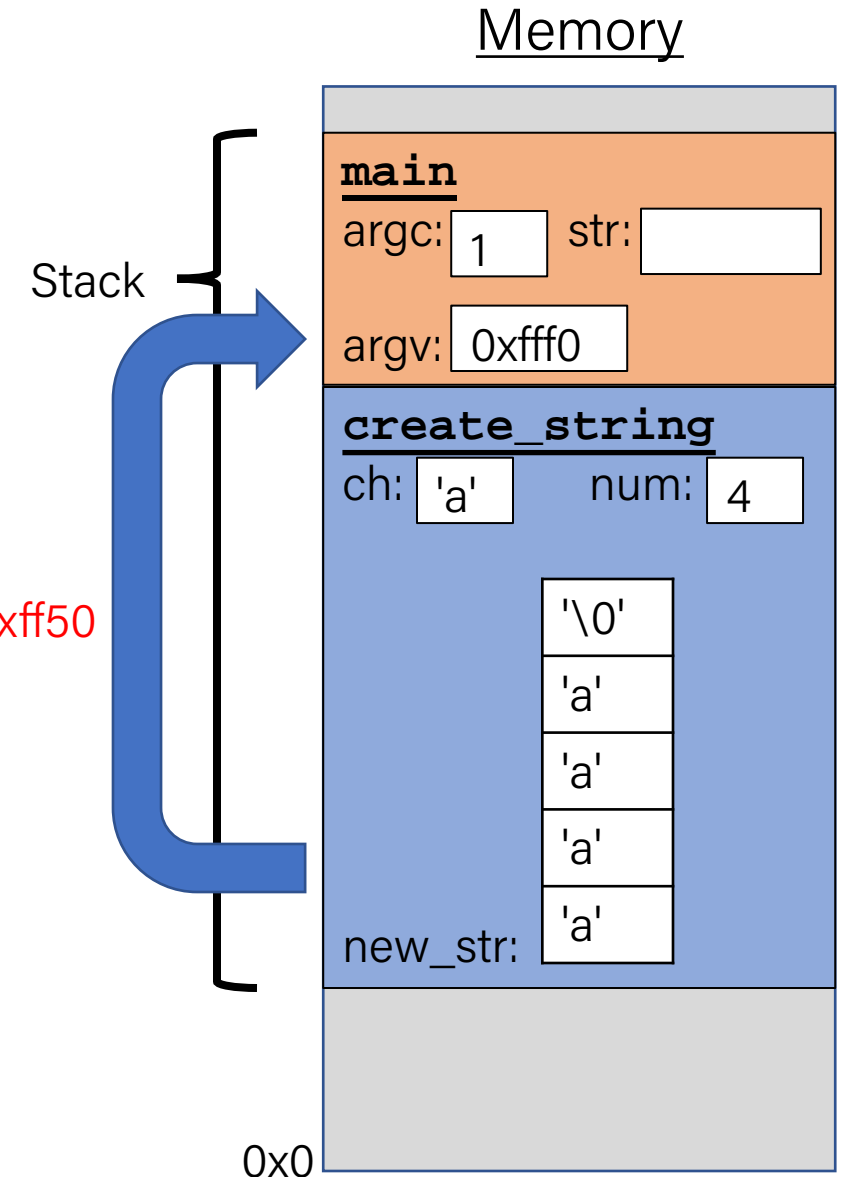 Memory
main
argc: 1 str:
Stack
argv: 0xfff0
create_string
ch: 'a' num: 4
'\0'
xff50
'a'
'a'
'a'
new_str: 'a'
0x0